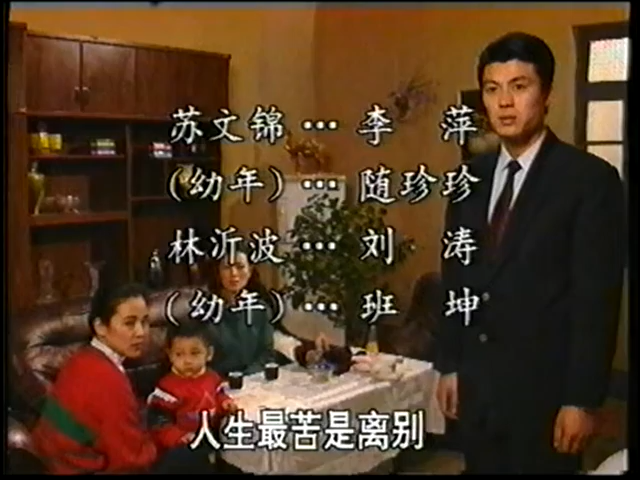 苏文锦…李 萍
(幼年)…随珍珍
林沂波…刘 涛
(幼年)…班 坤
人生最苦是离别